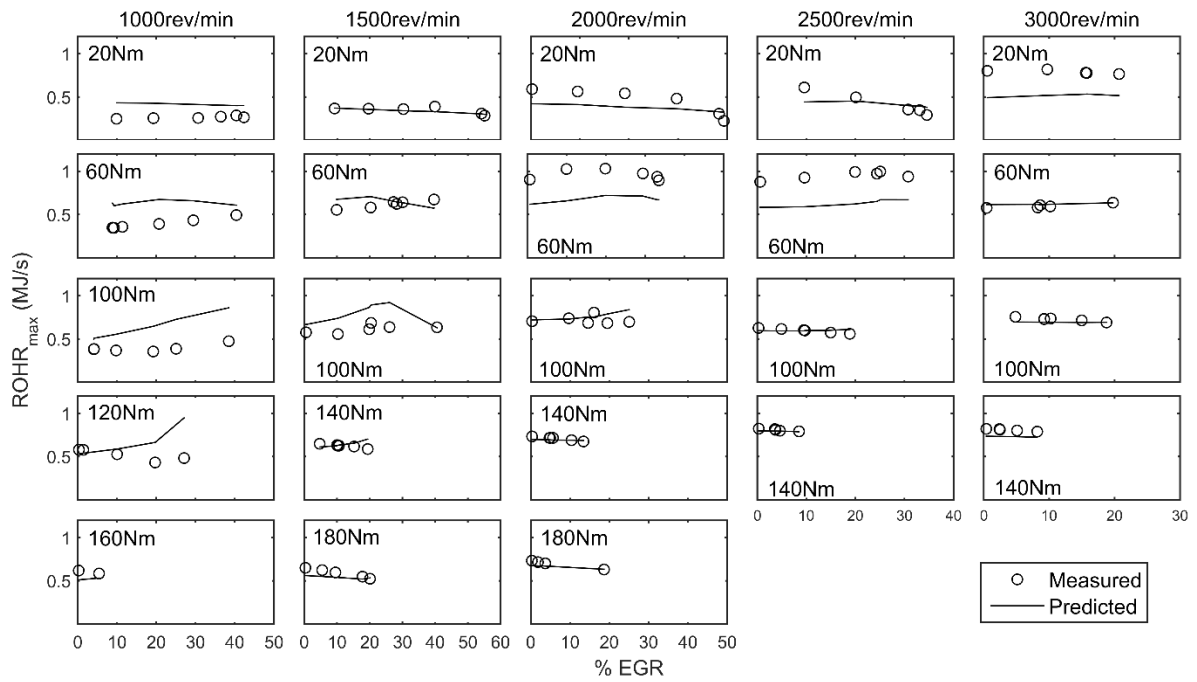 1000rev/min 1500rev/min 2000rev/min 2500rev/min 3000rev/min
1 20Nm 20Nm 20Nm 20Nm 20Nm
0.5
1 60Nm 60Nm 60Nm
0.5 60Nm 60Nm
1 100Nm
0.5 100Nm 100Nm 100Nm 100Nm
1 120Nm 140Nm 140Nm
0.5 140Nm 140Nm
0 10 20 30 40 0 10 20 30
1 160Nm 180Nm 180Nm
0.5
0 10 20 30 40 50 0 10 20 30 40 50 0 10 20 30 40 50
ROHRmax (MJ/s)
% EGR
Measured
Predicted